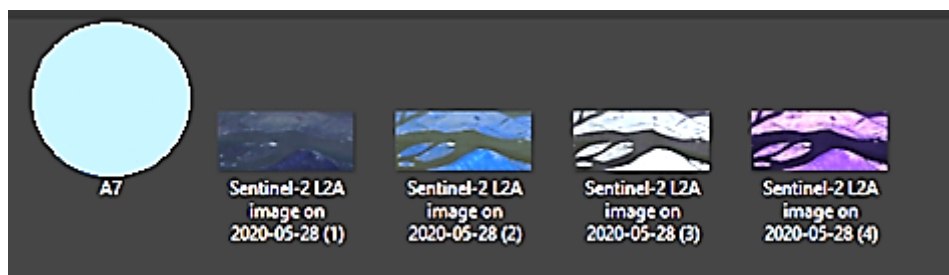 A7
Sentinel-2 L2A
image on
2020-05-28 (1)
Sentinel-2 L2A
image on
2020-05-28 (2)
Sentinel-2 L2A
image on
2020-05-28 (3)
Sentinel-2 L2A
image on
2020-05-28 (4)